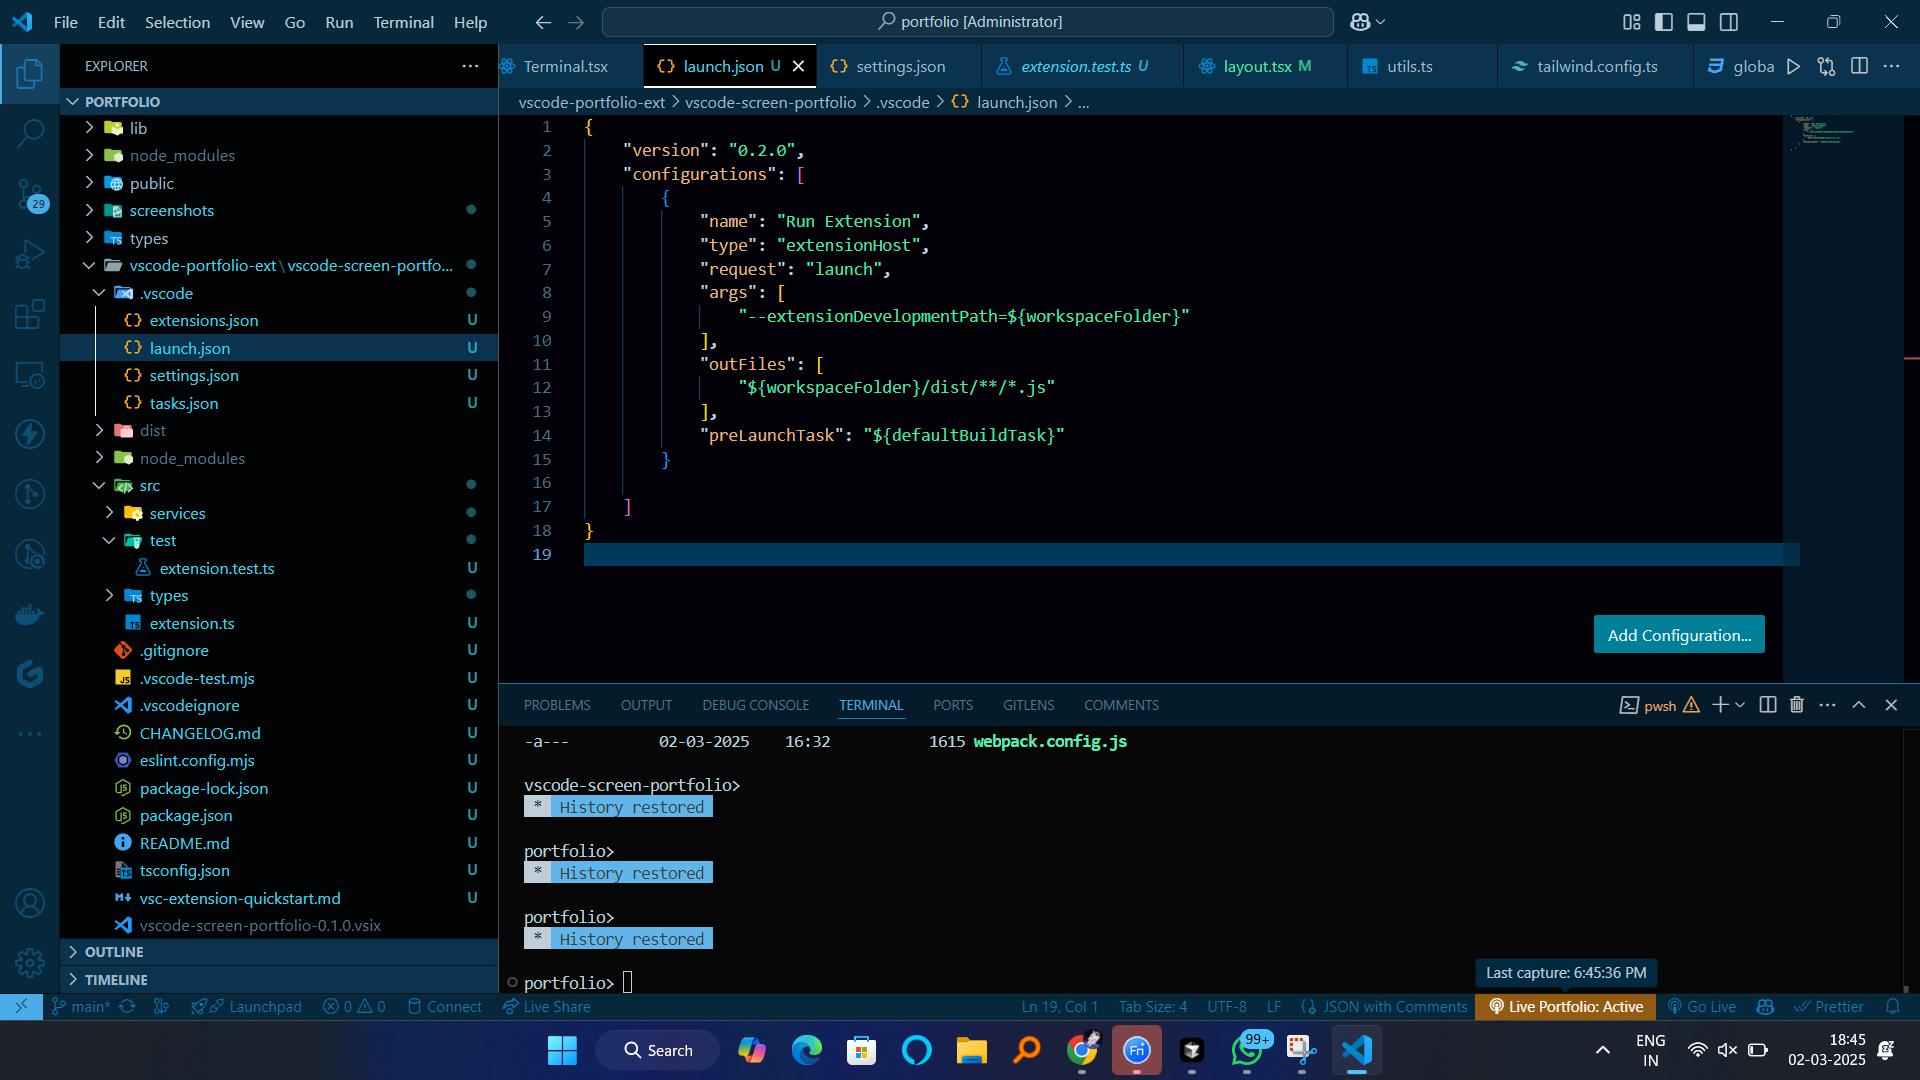 File Edit Selection View Go Run Terminal Help
portfolio [Administrator]
EXPLORER
PORTFOLIO
lib
node_modules
public
screenshots
types
vscode-portfolio-ext\vscode-screen-portfo...
.vscode
extensions.json U
launch.json U
settings.json U
tasks.json U
dist
node_modules
src
services
test
extension.test.ts U
types
extension.ts U
.gitignore U
.vscode-test.mjs U
.vscodeignore U
CHANGELOG.md U
eslint.config.mjs U
package-lock.json U
package.json U
README.md U
tsconfig.json U
vsc-extension-quickstart.md U
vscode-screen-portfolio-0.1.0.vsix
OUTLINE
TIMELINE
29
Terminal.tsx launch.json U settings.json extension.test.ts U layout.tsx M utils.ts tailwind.config.ts globa
vscode-portfolio-ext > vscode-screen-portfolio > .vscode > launch.json > ...
1 {
2 "version": "0.2.0",
3 "configurations": [
4 {
5 "name": "Run Extension",
6 "type": "extensionHost",
7 "request": "launch",
8 "args": [
9 "--extensionDevelopmentPath=${workspaceFolder}"
10 ],
11 "outFiles": [
12 "${workspaceFolder}/dist/**/*.js"
13 ],
14 "preLaunchTask": "${defaultBuildTask}"
15 }
16
17 ]
18 }
19
Add Configuration...
PROBLEMS OUTPUT DEBUG CONSOLE TERMINAL PORTS GITLENS COMMENTS
pwsh
-a--- 02-03-2025 16:32 1615 webpack.config.js
vscode-screen-portfolio>
* History restored
portfolio>
* History restored
portfolio>
* History restored
portfolio>
Last capture: 6:45:36 PM
main* Launchpad 0 0 Connect Live Share Ln 19, Col 1 Tab Size: 4 UTF-8 LF {} JSON with Comments Live Portfolio: Active Go Live Prettier
Search
Fn
99+
ENG
IN
18:45
02-03-2025